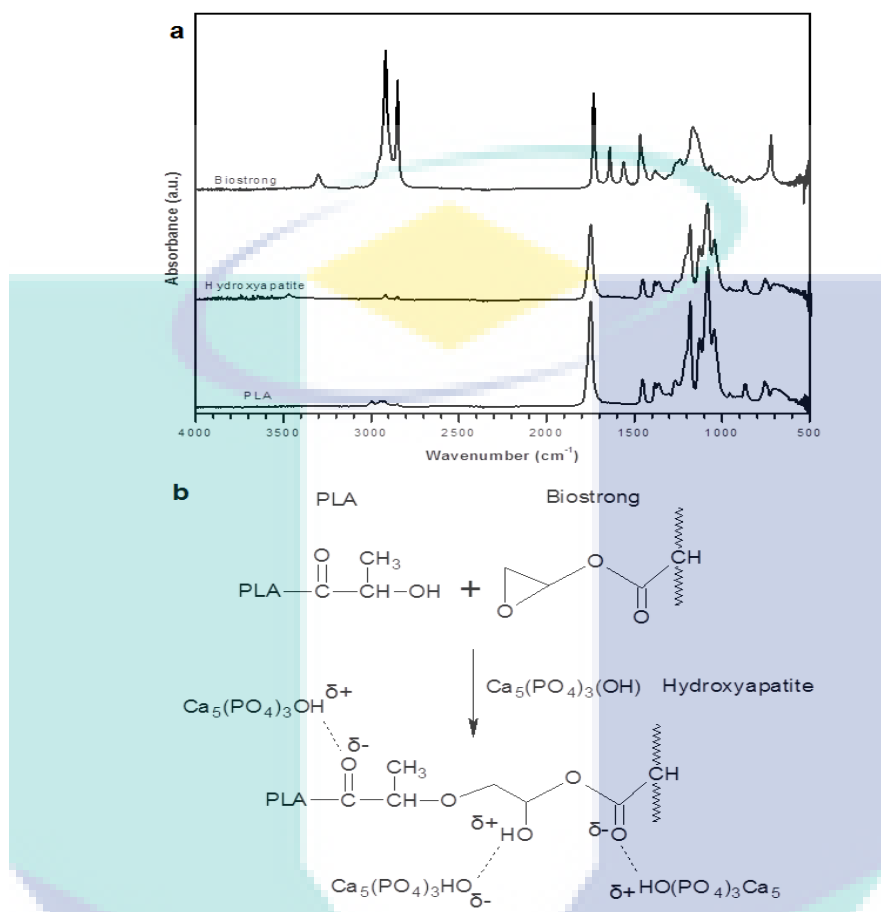 a
Absorbance (a.u.)
Biostrong
Hydroxyapatite
PLA
4000 3500 3000 2500 2000 1500 1000 500
Wavenumber (cm-1)
b
PLA Biostrong
O CH3 O CH
PLA C CH OH + O O
Ca5(PO4)3(OH) Hydroxyapatite
Ca5(PO4)3OH δ+
δ-
O CH3 O CH
PLA C CH O δ+ HO δ- O
Ca5(PO4)3HO δ- δ+ HO(PO4)3Ca5